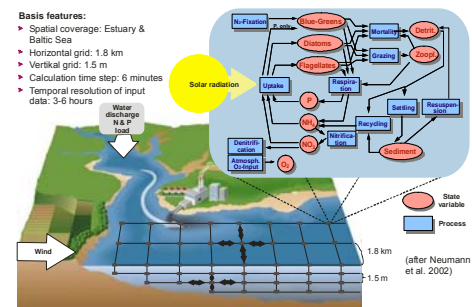 Basis features:
Spatial coverage: Estuary &
Baltic Sea
Horizontal grid: 1.8 km
Vertikal grid: 1.5 m
Calculation time step: 6 minutes
Temporal resolution of input
data: 3-6 hours
Water
discharge
N & P
load
Solar radiation
N₂-Fixation
P. only
Blue-Greens
Diatoms
Flagellates
Uptake
Mortality
Grazing
Respira-
tion
Detrit.
Zoopl.
Settling
Resuspen-
sion
Recycling
P
NH₄
NO₃
Nitrifica-
tion
Sediment
Denitrifi-
cation
Atmosph.
O₂-Input
O₂
State
variable
Process
Wind
1.8 km
1.5 m
(after Neumann
et al. 2002)